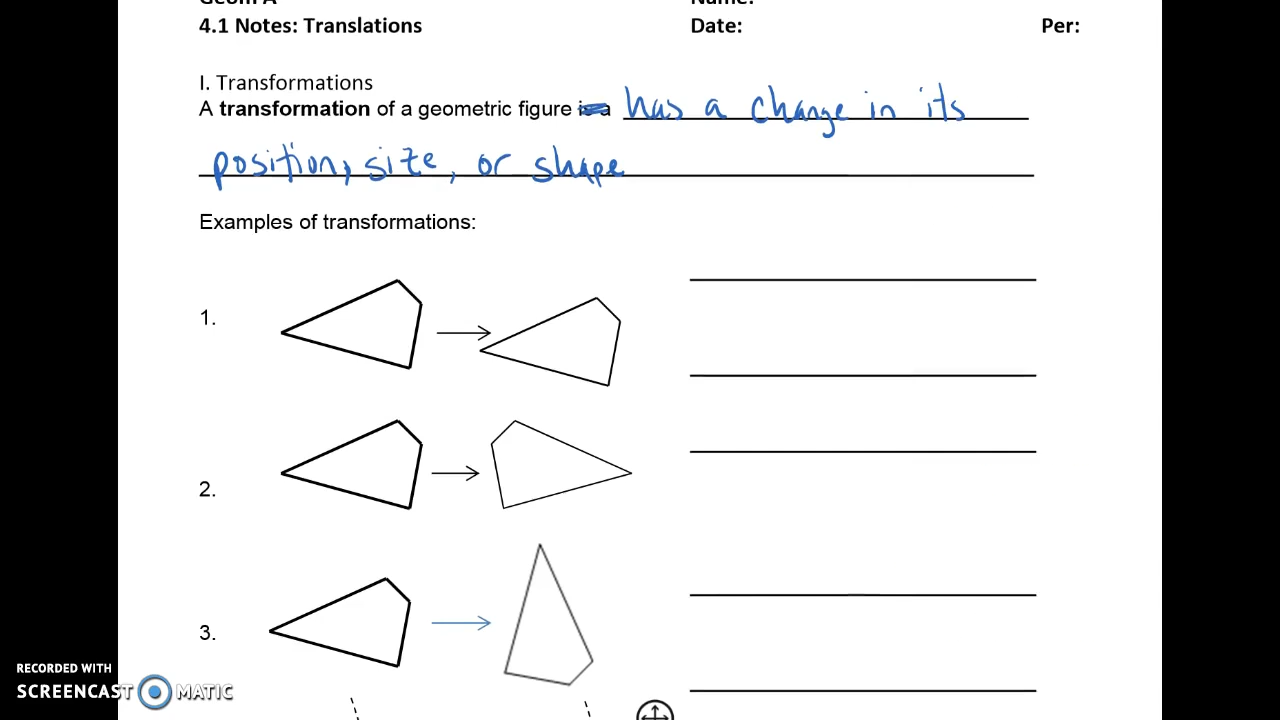 Geom A Name:
4.1 Notes: Translations Date: Per:
I. Transformations
A transformation of a geometric figure is a has a change in its
position, size, or shape
Examples of transformations:
1.
2.
3.
RECORDED WITH
SCREENCAST MATIC